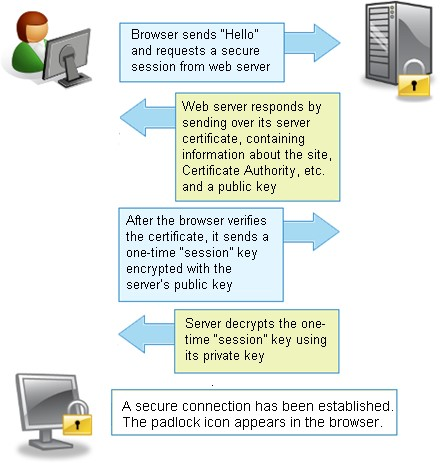 Browser sends "Hello"
and requests a secure
session from web server
Web server responds by
sending over its server
certificate, containing
information about the site,
Certificate Authority, etc.
and a public key
After the browser verifies
the certificate, it sends a
one-time "session" key
encrypted with the
server's public key
Server decrypts the one-
time "session" key using
its private key
A secure connection has been established.
The padlock icon appears in the browser.